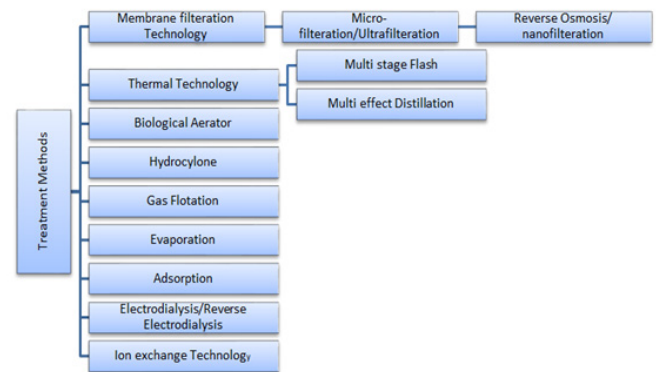 Membrane filteration
Technology
Micro-
filteration/Ultrafilteration
Reverse Osmosis/
nanofilteration
Thermal Technology
Multi stage Flash
Multi effect Distillation
Treatment Methods
Biological Aerator
Hydrocylone
Gas Flotation
Evaporation
Adsorption
Electrodialysis/Reverse
Electrodialysis
Ion exchange Technology